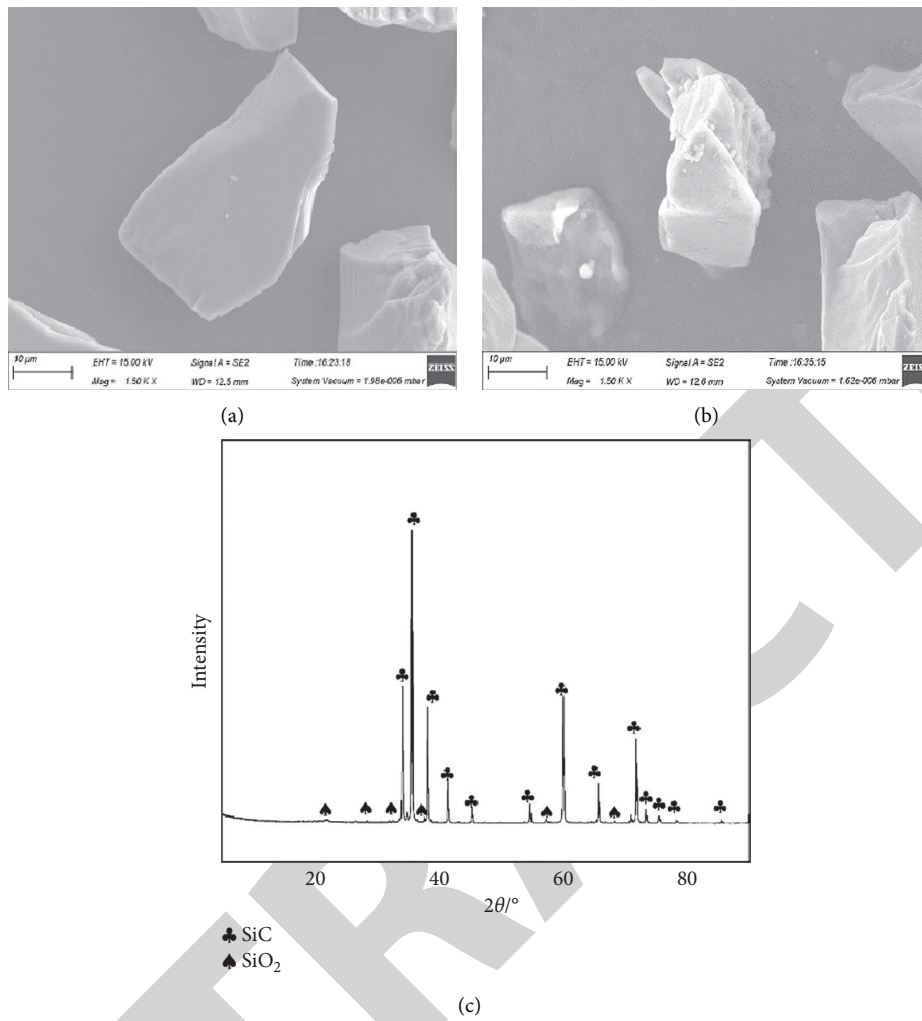 10 µm EHT = 15.00 kV Signal A = SE2 Time :16:23:18 ZEISS
Mag = 1.50 K X WD = 12.5 mm System Vacuum = 1.98e-006 mbar
(a)
10 µm EHT = 15.00 kV Signal A = SE2 Time :16:35:15 ZEISS
Mag = 1.50 K X WD = 12.6 mm System Vacuum = 1.62e-006 mbar
(b)
Intensity
20 40 60 80
2θ/°
♣ SiC
♠ SiO₂
(c)